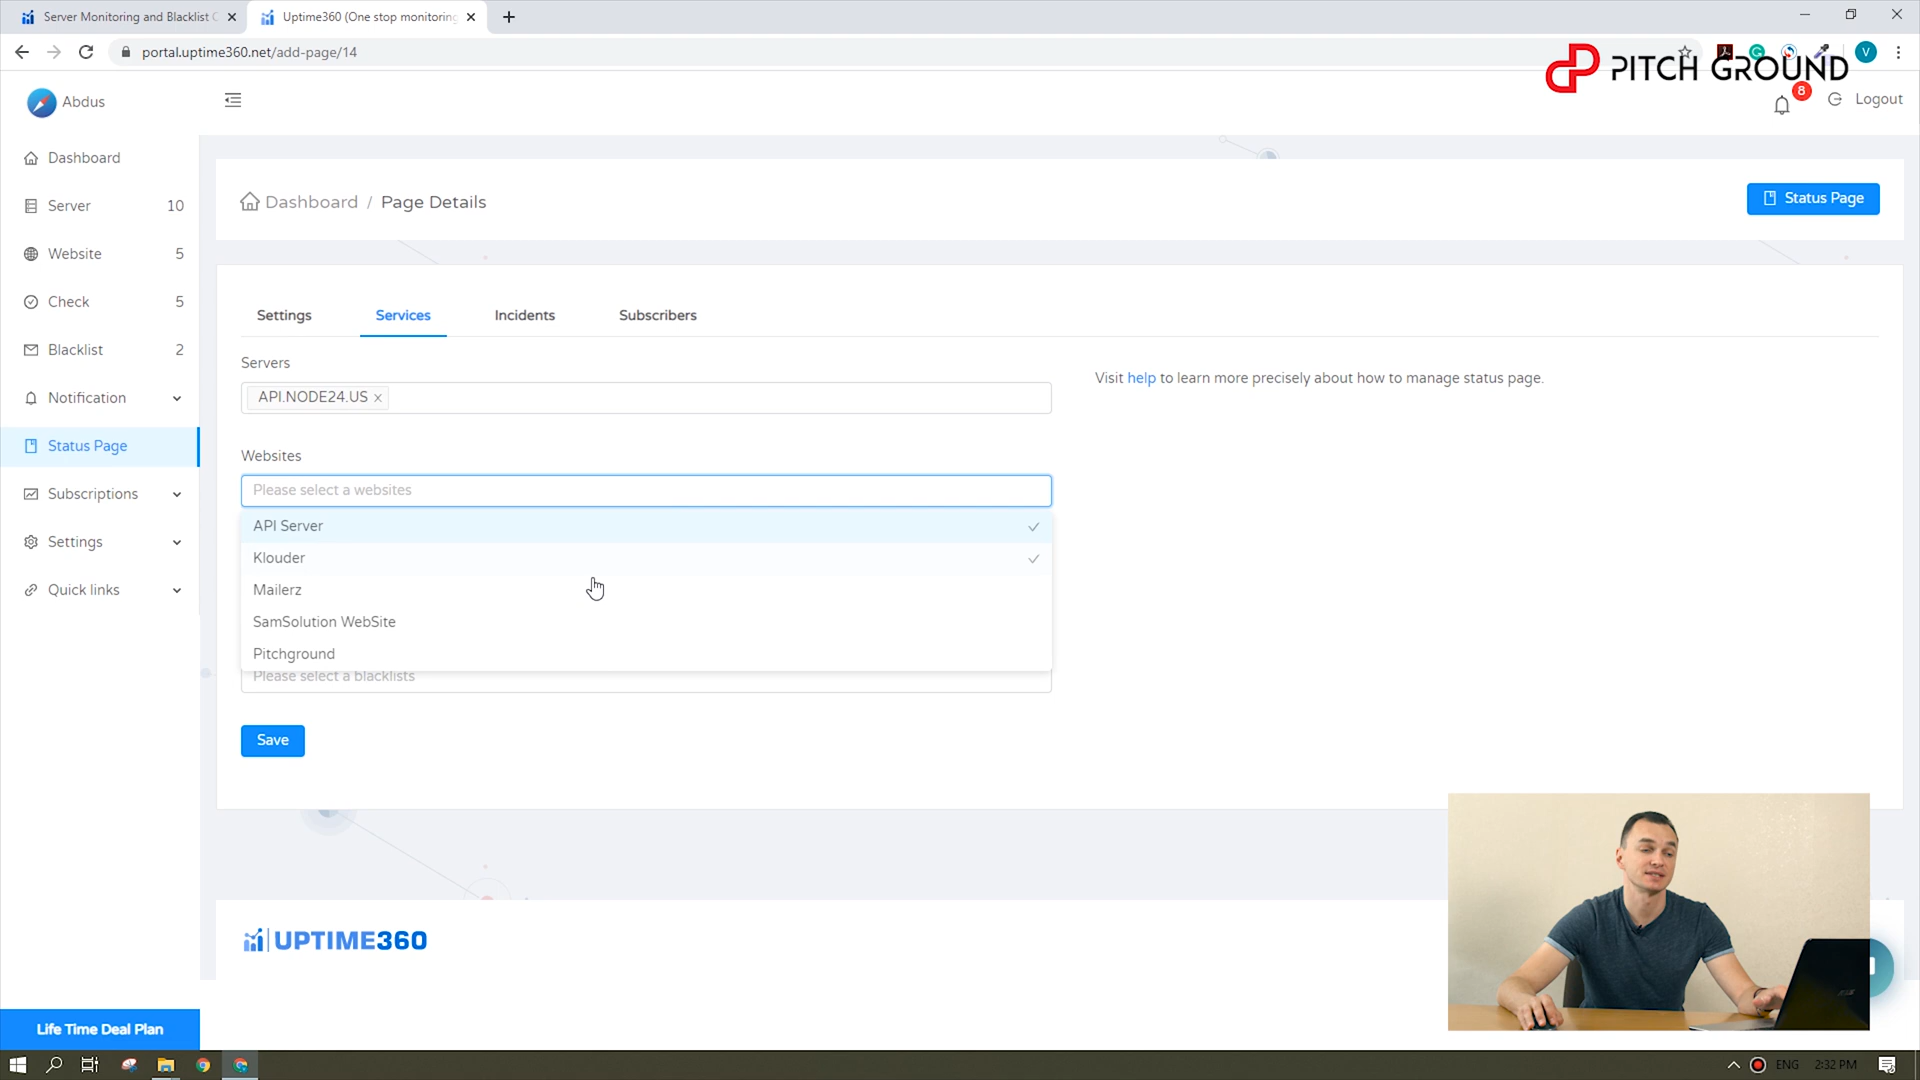 Server Monitoring and Blacklist C
Uptime360 (One stop monitoring
portal.uptime360.net/add-page/14
V
PITCH GROUND
Abdus
8
Logout
Dashboard
Server 10
Website 5
Check 5
Blacklist 2
Notification
Status Page
Subscriptions
Settings
Quick links
Life Time Deal Plan
Dashboard / Page Details
Status Page
Settings
Services
Incidents
Subscribers
Servers
API.NODE24.US
Visit help to learn more precisely about how to manage status page.
Websites
Please select a websites
API Server
Klouder
Mailerz
SamSolution WebSite
Pitchground
Please select a blacklists
Save
UPTIME360
ENG
2:32 PM